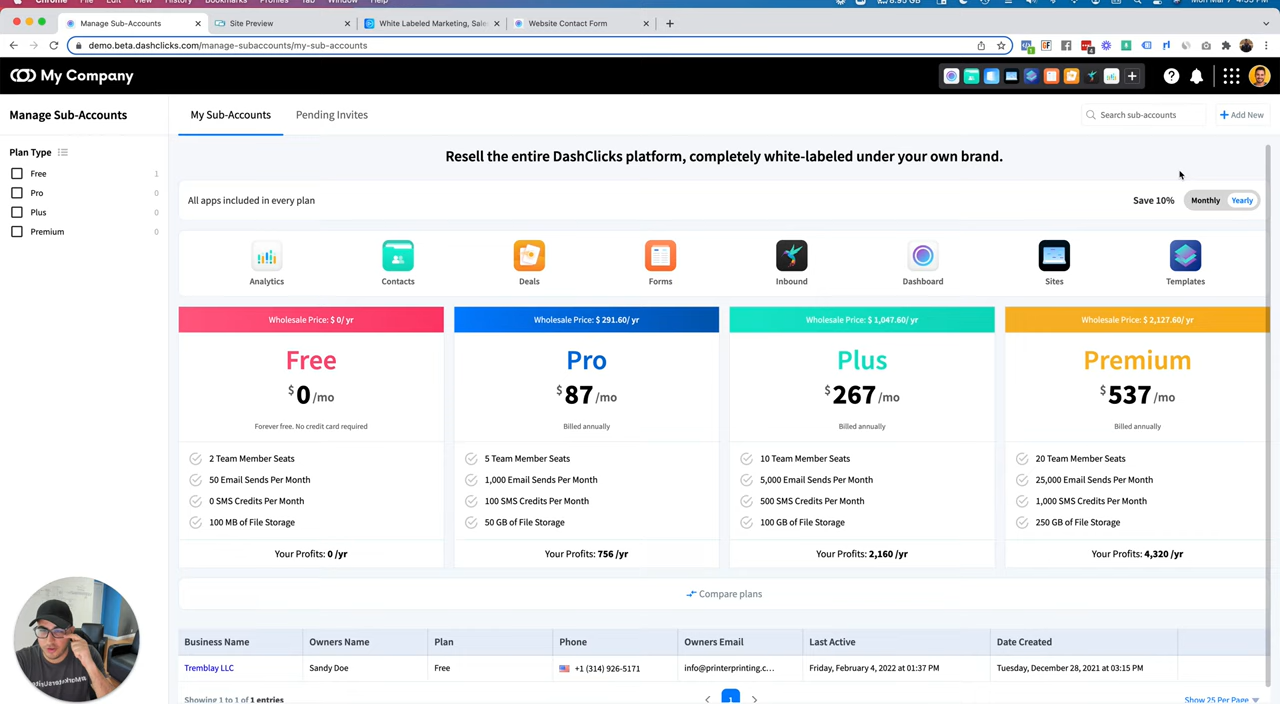 Chrome File Edit View History Bookmarks Profiles Tab Window Help
8.95 GB
Manage Sub-Accounts
Site Preview
White Labeled Marketing, Sale
Website Contact Form
demo.beta.dashclicks.com/manage-subaccounts/my-sub-accounts
My Company
Manage Sub-Accounts
My Sub-Accounts
Pending Invites
Search sub-accounts
+ Add New
Plan Type
Free 1
Pro 0
Plus 0
Premium 0
Resell the entire DashClicks platform, completely white-labeled under your own brand.
All apps included in every plan
Save 10% Monthly Yearly
Analytics
Contacts
Deals
Forms
Inbound
Dashboard
Sites
Templates
Wholesale Price: $ 0/ yr
Free
$0/mo
Forever free. No credit card required
2 Team Member Seats
50 Email Sends Per Month
0 SMS Credits Per Month
100 MB of File Storage
Your Profits: 0 /yr
Wholesale Price: $ 291.60/ yr
Pro
$87/mo
Billed annually
5 Team Member Seats
1,000 Email Sends Per Month
100 SMS Credits Per Month
50 GB of File Storage
Your Profits: 756 /yr
Wholesale Price: $ 1,047.60/ yr
Plus
$267/mo
Billed annually
10 Team Member Seats
5,000 Email Sends Per Month
500 SMS Credits Per Month
100 GB of File Storage
Your Profits: 2,160 /yr
Wholesale Price: $ 2,127.60/ yr
Premium
$537/mo
Billed annually
20 Team Member Seats
25,000 Email Sends Per Month
1,000 SMS Credits Per Month
250 GB of File Storage
Your Profits: 4,320 /yr
Compare plans
Business Name Owners Name Plan Phone Owners Email Last Active Date Created
Tremblay LLC Sandy Doe Free +1 (314) 926-5171 info@printerprinting.c... Friday, February 4, 2022 at 01:37 PM Tuesday, December 28, 2021 at 03:15 PM
Showing 1 to 1 of 1 entries
1
Show 25 Per Page